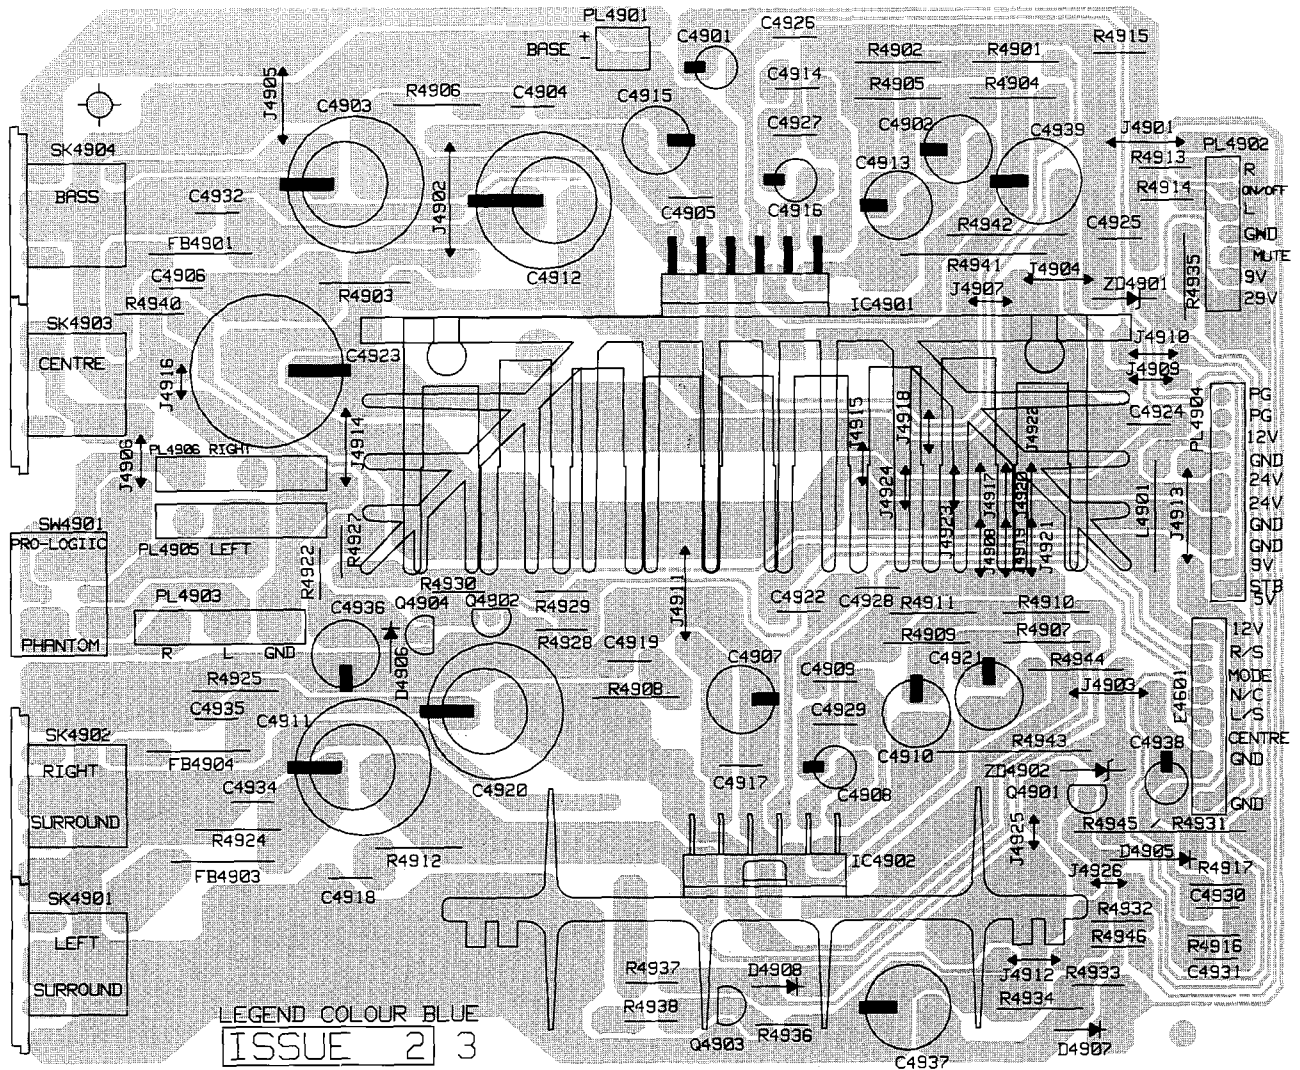 PL4901
C4926
C4901
+
BASE
-
R4902
R4901
R4915
J4905
C4903
R4906
C4904
C4915
C4914
R4905
R4904
C4927
C4902
C4939
J4901
PL4902
SK4904
BASS
C4932
J4902
C4913
R4913
R
R4914
ON/OFF
L
C4905
C4916
R4942
C4925
GND
FB4901
MUTE
C4906
C4912
R4941
J4904
R4935
9V
R4940
R4903
J4907
ZD4901
29V
IC4901
SK4903
CENTRE
C4923
J4910
J4909
J4916
PL4904
PG
PG
C4924
12V
GND
24V
24V
GND
GND
9V
STB
5V
J4906
PL4906 RIGHT
J4914
J4915
J4918
J4922
J4924
J4917
J4920
J4923
J4908
J4919
J4921
L4901
J4913
SW4901
PRO-LOGIIC
PL4905 LEFT
R4927
R4922
PHANTOM
PL4903
R
L
GND
R4930
Q4904
Q4902
R4929
J4911
C4922
C4928
R4911
R4910
C4936
R4928
C4919
R4909
R4907
12V
R/S
MODE
N/C
L/S
CENTRE
GND
GND
E4601
D4906
C4907
C4909
C4921
R4944
R4925
R4908
J4903
C4935
C4911
C4929
SK4902
RIGHT
SURROUND
C4910
R4943
C4938
FB4904
C4917
ZD4902
C4934
C4920
C4908
Q4901
R4924
R4945
R4931
J4925
R4912
IC4902
D4905
R4917
FB4903
J4926
SK4901
LEFT
SURROUND
C4918
C4930
R4932
R4946
R4916
R4937
D4908
J4912
R4933
C4931
R4938
R4934
LEGEND COLOUR BLUE
ISSUE 2 3
Q4903
R4936
C4937
D4907